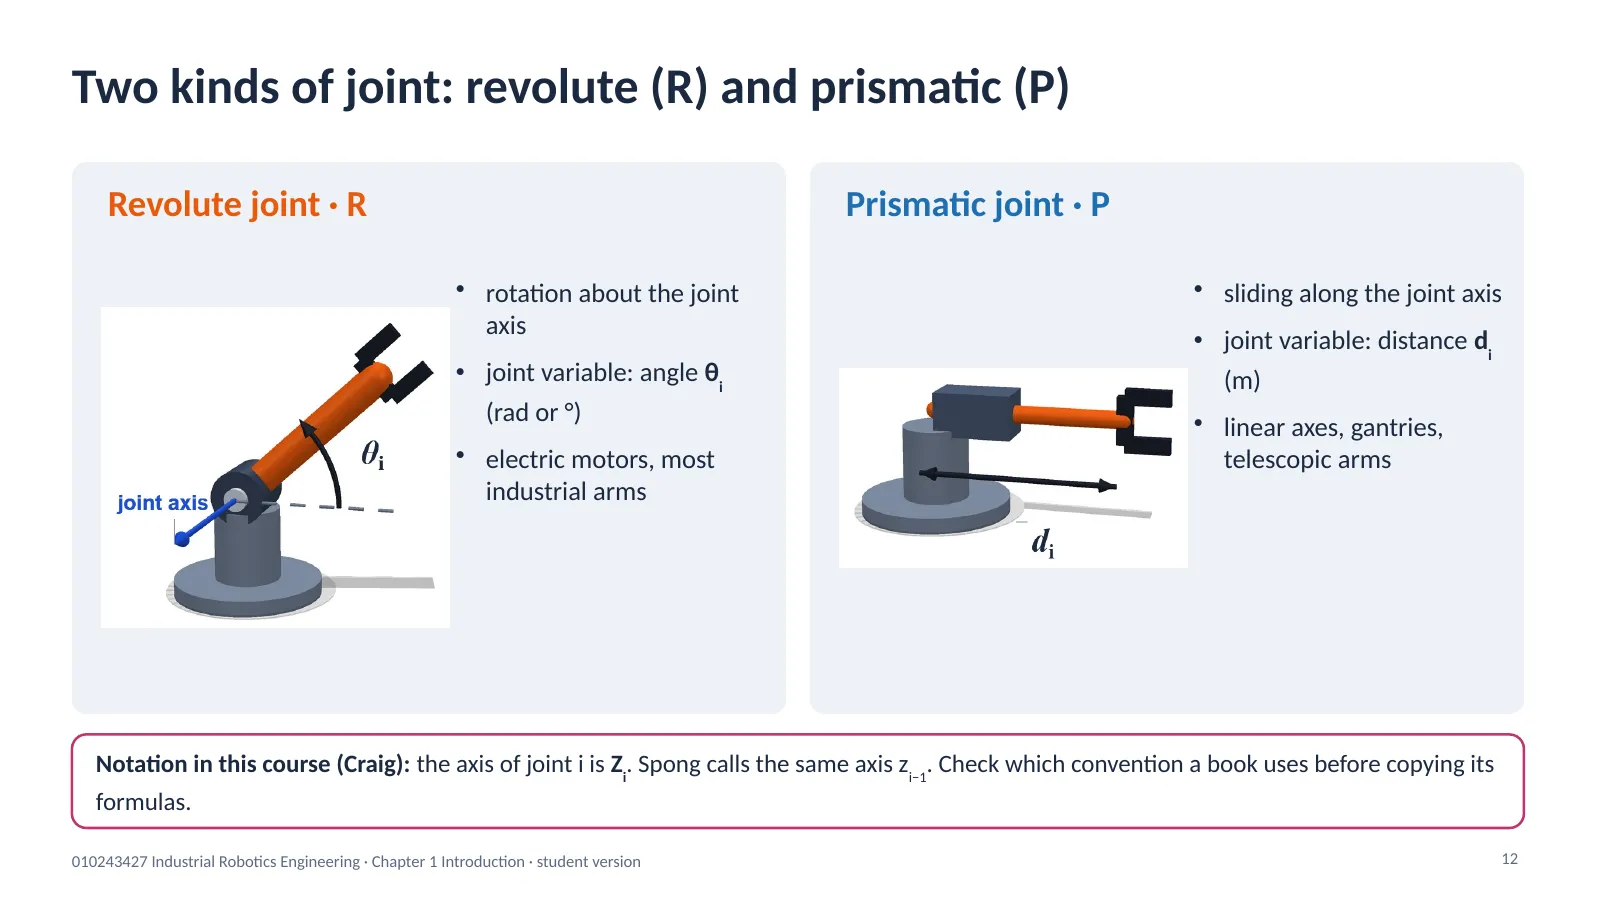 Two kinds of joint: revolute (R) and prismatic (P)
Revolute joint · R
joint axis
θi
• rotation about the joint
axis
• joint variable: angle θi
(rad or °)
• electric motors, most
industrial arms
Prismatic joint · P
di
• sliding along the joint axis
• joint variable: distance di
(m)
• linear axes, gantries,
telescopic arms
Notation in this course (Craig): the axis of joint i is Zi. Spong calls the same axis zi−1. Check which convention a book uses before copying its
formulas.
010243427 Industrial Robotics Engineering · Chapter 1 Introduction · student version
12